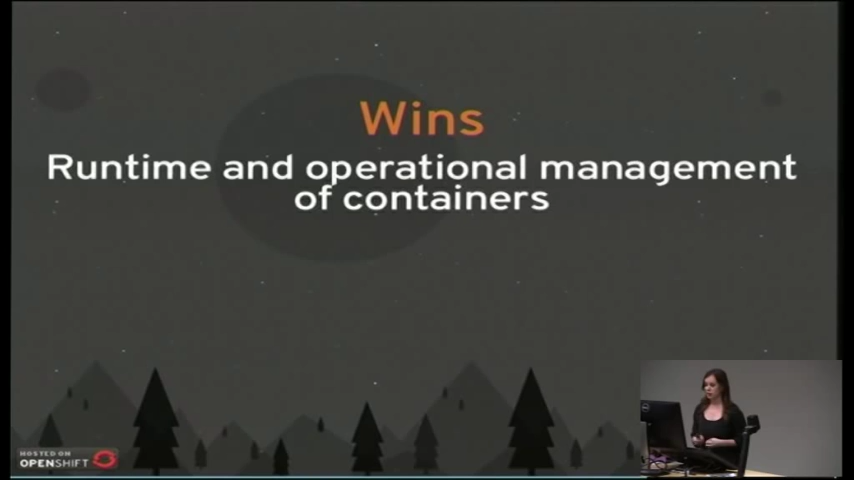 Wins
Runtime and operational management
of containers
HOSTED ON
OPENSHIFT